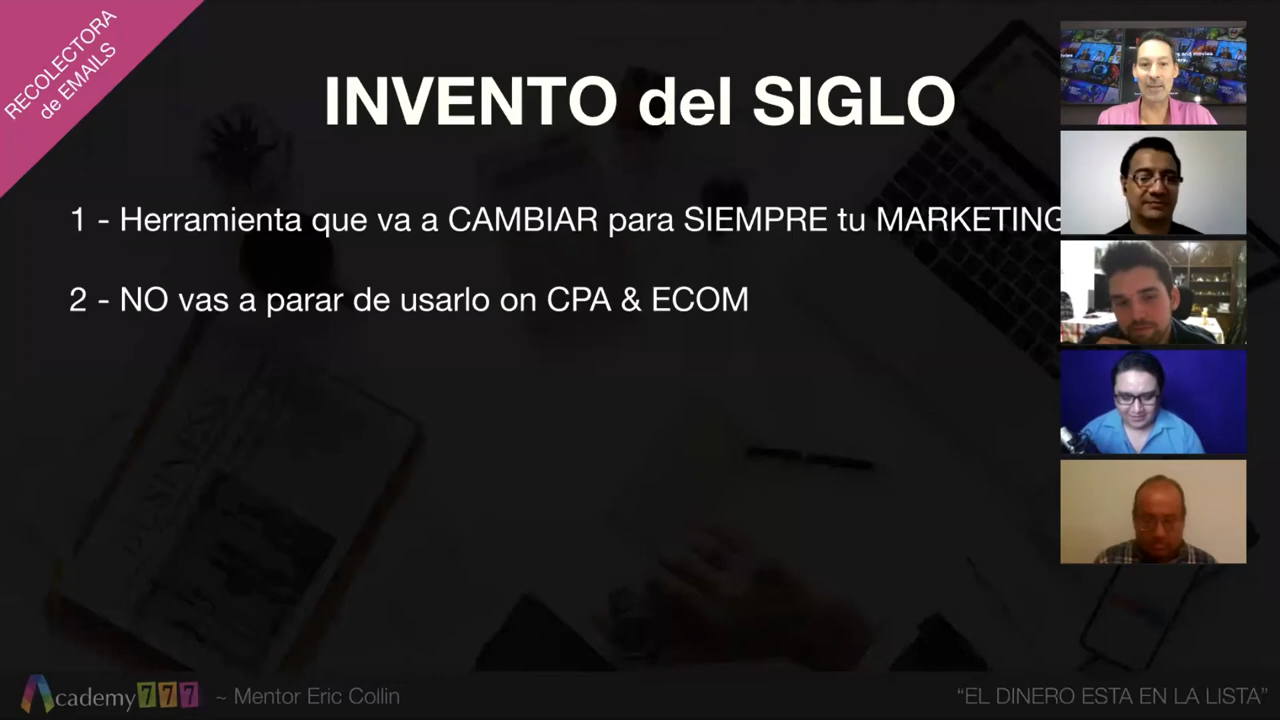 RECOLECTORA
de EMAILS
INVENTO del SIGLO
1 - Herramienta que va a CAMBIAR para SIEMPRE tu MARKETING
2 - NO vas a parar de usarlo on CPA & ECOM
Academy777 ~ Mentor Eric Collin
“EL DINERO ESTA EN LA LISTA”